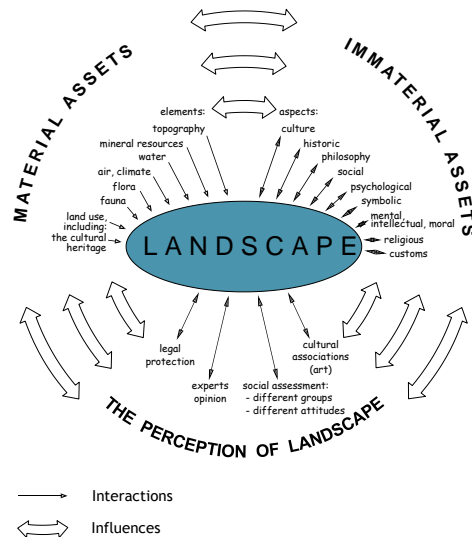 MATERIAL ASSETS
IMMATERIAL ASSETS
elements:
topography
mineral resources
water
air, climate
flora
fauna
land use,
including:
the cultural
heritage
aspects:
culture
historic
philosophy
social
psychological
symbolic
mental,
intellectual, moral
religious
customs
LANDSCAPE
legal
protection
experts
opinion
social assessment:
- different groups
- different attitudes
cultural
associations
(art)
THE PERCEPTION OF LANDSCAPE
Interactions
Influences